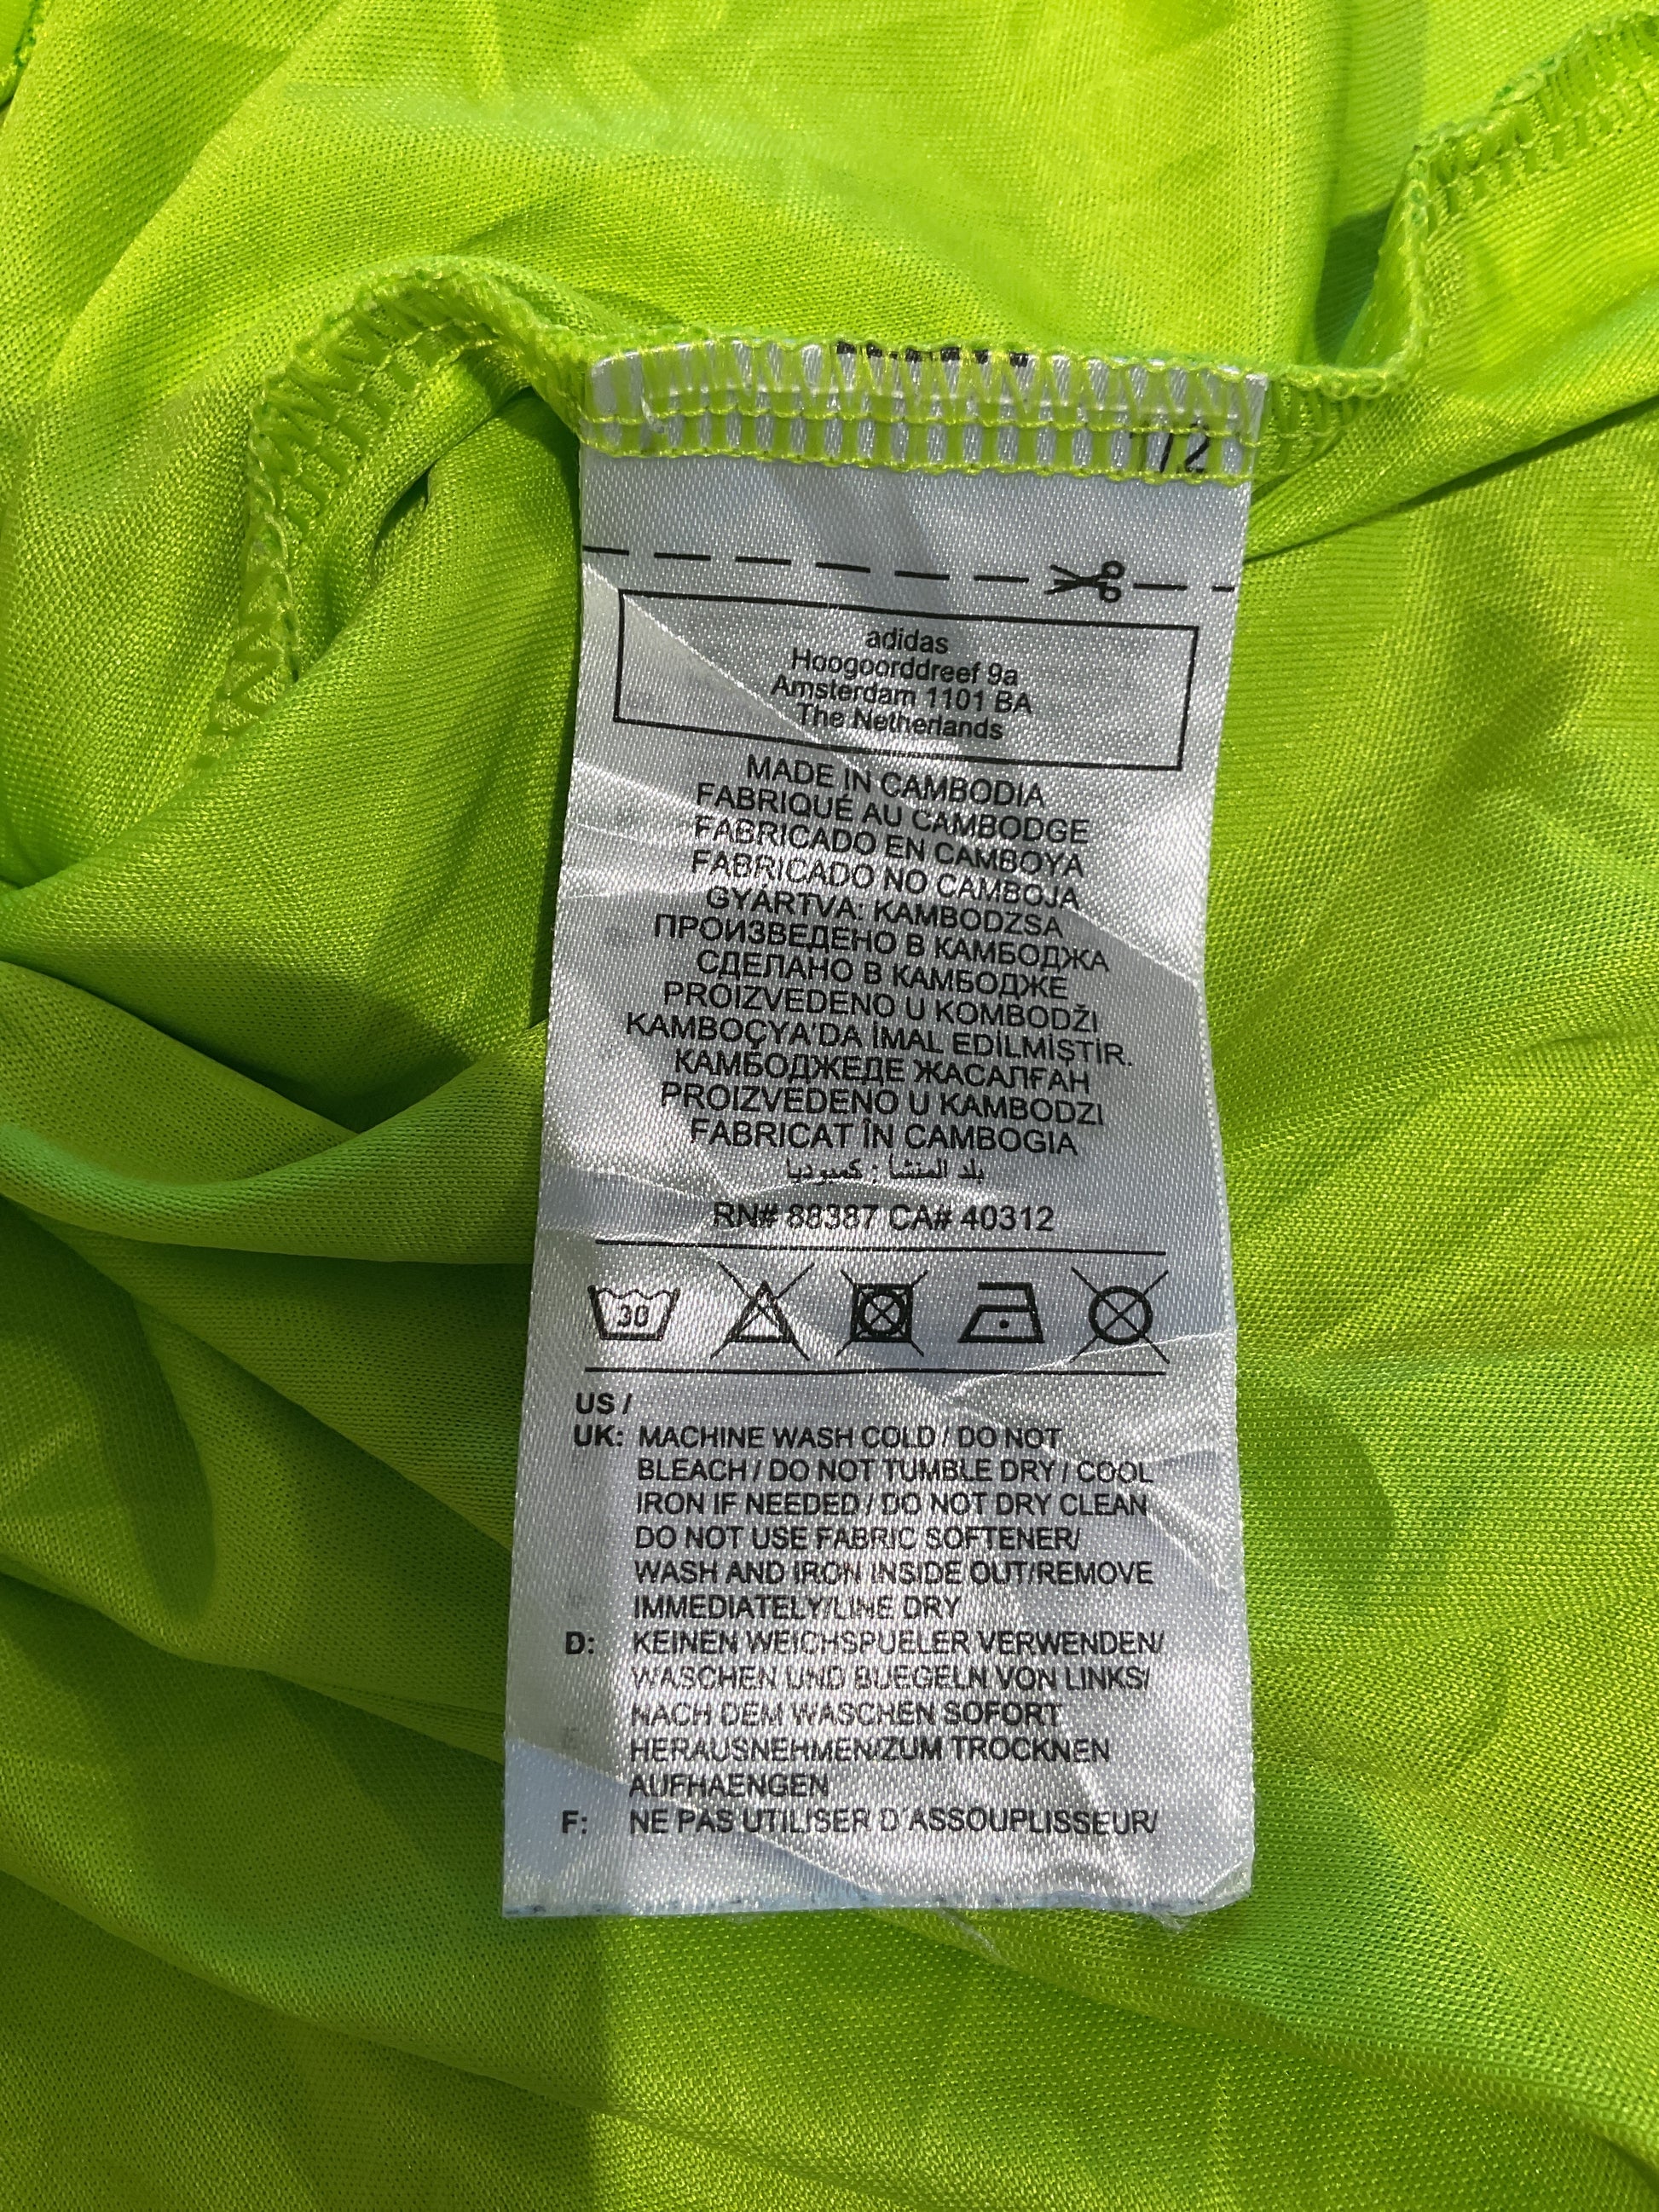 /2
adidas
Hoogoorddreef 9a
Amsterdam 1101 BA
The Netherlands
MADE IN CAMBODIA
FABRIQUÉ AU CAMBODGE
FABRICADO EN CAMBOYA
FABRICADO NO CAMBOJA
GYÁRTVA: KAMBODZSA
ПРОИЗВЕДЕНО В КАМБОДЖА
СДЕЛАНО В КАМБОДЖЕ
PROIZVEDENO U KOMBODŽI
KAMBOÇYA'DA İMAL EDİLMİŞTİR.
КАМБОДЖЕДЕ ЖАСАЛҒАН
PROIZVEDENO U KAMBODZI
FABRICAT ÎN CAMBOGIA
بلد المنشأ : كمبوديا
RN# 88387 CA# 40312
30
US /
UK: MACHINE WASH COLD / DO NOT
BLEACH / DO NOT TUMBLE DRY / COOL
IRON IF NEEDED / DO NOT DRY CLEAN
DO NOT USE FABRIC SOFTENER/
WASH AND IRON INSIDE OUT/REMOVE
IMMEDIATELY/LINE DRY
D: KEINEN WEICHSPUELER VERWENDEN/
WASCHEN UND BUEGELN VON LINKS/
NACH DEM WASCHEN SOFORT
HERAUSNEHMEN/ZUM TROCKNEN
AUFHAENGEN
F: NE PAS UTILISER D´ASSOUPLISSEUR/